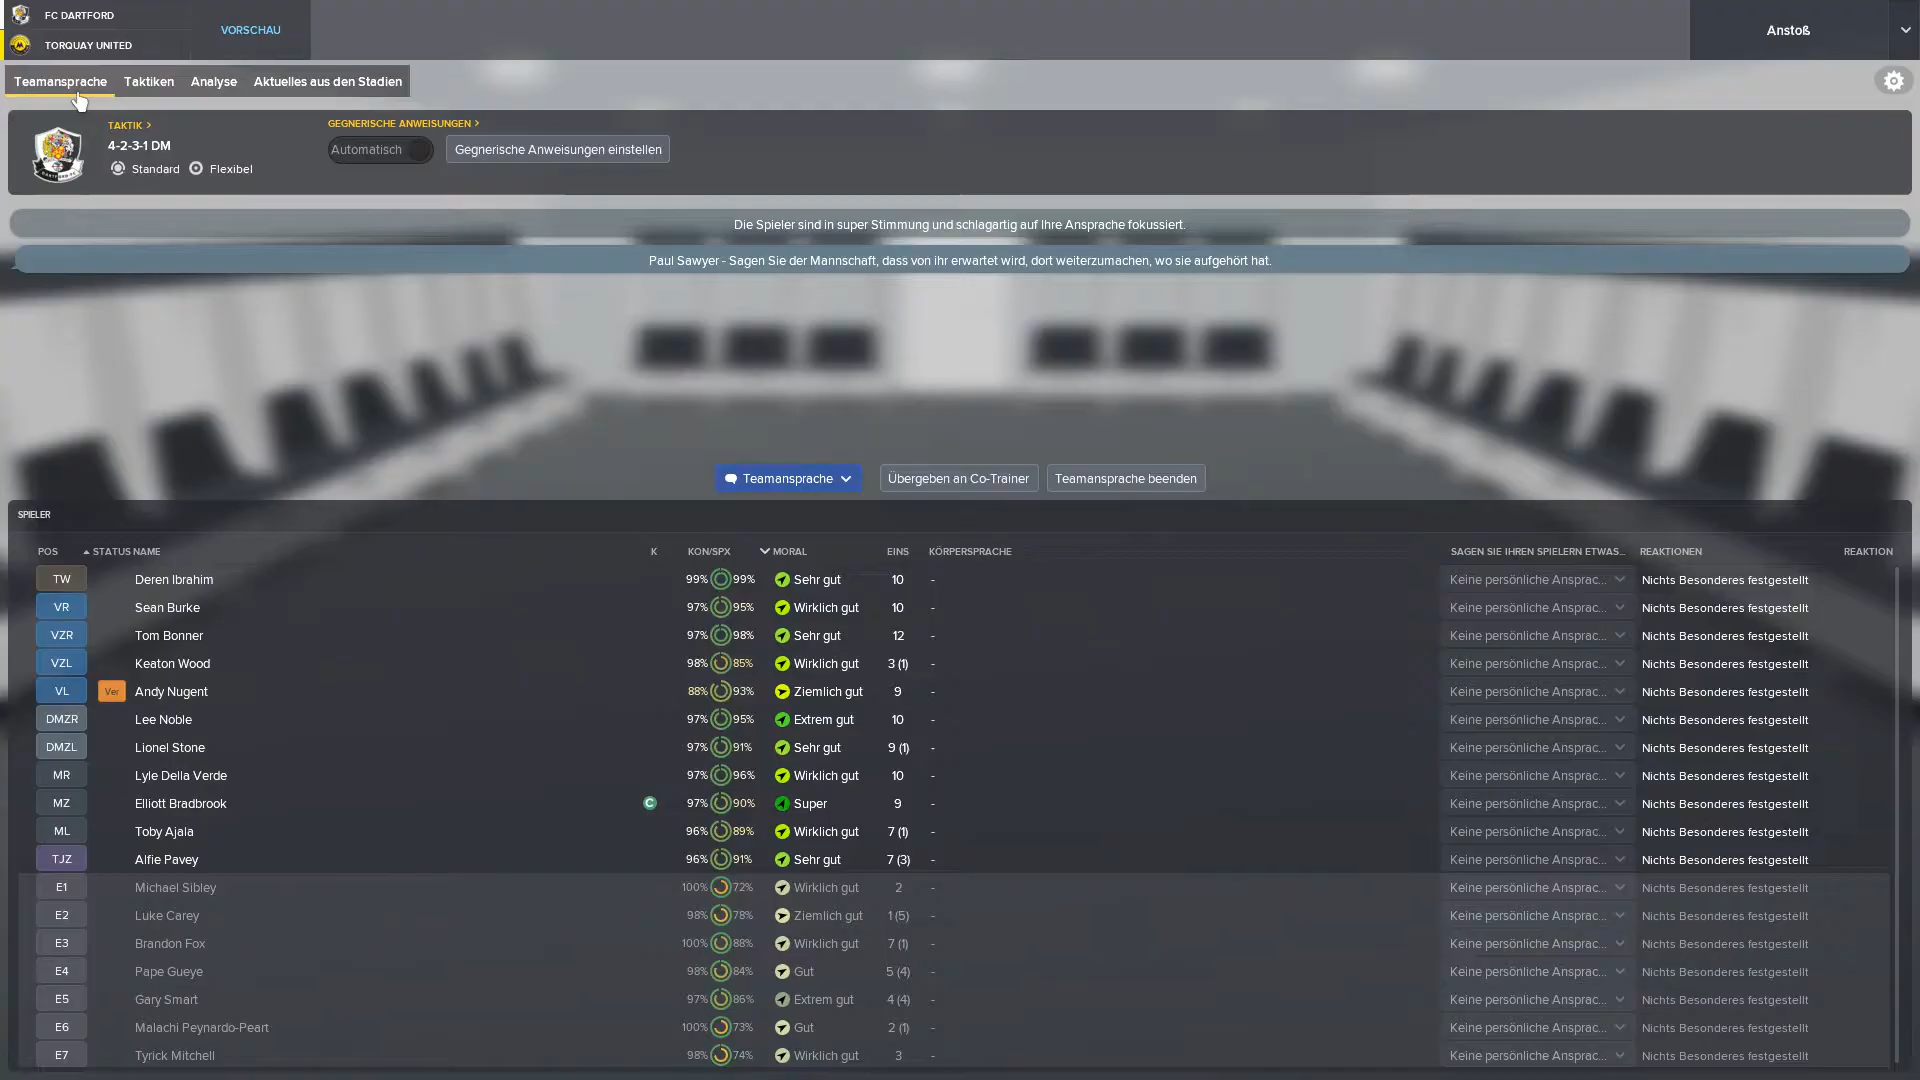 FC DARTFORD
TORQUAY UNITED
VORSCHAU
Anstoß
Teamansprache Taktiken Analyse Aktuelles aus den Stadien
TAKTIK >
4-2-3-1 DM
Standard Flexibel
GEGNERISCHE ANWEISUNGEN >
Automatisch Gegnerische Anweisungen einstellen
Die Spieler sind in super Stimmung und schlagartig auf Ihre Ansprache fokussiert.
Paul Sawyer - Sagen Sie der Mannschaft, dass von ihr erwartet wird, dort weiterzumachen, wo sie aufgehört hat.
Teamansprache Übergeben an Co-Trainer Teamansprache beenden
SPIELER
POS STATUS NAME K KON/SPX MORAL EINS KÖRPERSPRACHE SAGEN SIE IHREN SPIELERN ETWAS... REAKTIONEN REAKTION
TW Deren Ibrahim 99% 99% Sehr gut 10 - Keine persönliche Ansprac... Nichts Besonderes festgestellt
VR Sean Burke 97% 95% Wirklich gut 10 - Keine persönliche Ansprac... Nichts Besonderes festgestellt
VZR Tom Bonner 97% 98% Sehr gut 12 - Keine persönliche Ansprac... Nichts Besonderes festgestellt
VZL Keaton Wood 98% 85% Wirklich gut 3 (1) - Keine persönliche Ansprac... Nichts Besonderes festgestellt
VL Ver Andy Nugent 88% 93% Ziemlich gut 9 - Keine persönliche Ansprac... Nichts Besonderes festgestellt
DMZR Lee Noble 97% 95% Extrem gut 10 - Keine persönliche Ansprac... Nichts Besonderes festgestellt
DMZL Lionel Stone 97% 91% Sehr gut 9 (1) - Keine persönliche Ansprac... Nichts Besonderes festgestellt
MR Lyle Della Verde 97% 96% Wirklich gut 10 - Keine persönliche Ansprac... Nichts Besonderes festgestellt
MZ Elliott Bradbrook C 97% 90% Super 9 - Keine persönliche Ansprac... Nichts Besonderes festgestellt
ML Toby Ajala 96% 89% Wirklich gut 7 (1) - Keine persönliche Ansprac... Nichts Besonderes festgestellt
TJZ Alfie Pavey 96% 91% Sehr gut 7 (3) - Keine persönliche Ansprac... Nichts Besonderes festgestellt
E1 Michael Sibley 100% 72% Wirklich gut 2 - Keine persönliche Ansprac... Nichts Besonderes festgestellt
E2 Luke Carey 98% 78% Ziemlich gut 1 (5) - Keine persönliche Ansprac... Nichts Besonderes festgestellt
E3 Brandon Fox 100% 88% Wirklich gut 7 (1) - Keine persönliche Ansprac... Nichts Besonderes festgestellt
E4 Pape Gueye 98% 84% Gut 5 (4) - Keine persönliche Ansprac... Nichts Besonderes festgestellt
E5 Gary Smart 97% 86% Extrem gut 4 (4) - Keine persönliche Ansprac... Nichts Besonderes festgestellt
E6 Malachi Peynardo-Peart 100% 73% Gut 2 (1) - Keine persönliche Ansprac... Nichts Besonderes festgestellt
E7 Tyrick Mitchell 98% 74% Wirklich gut 3 - Keine persönliche Ansprac... Nichts Besonderes festgestellt